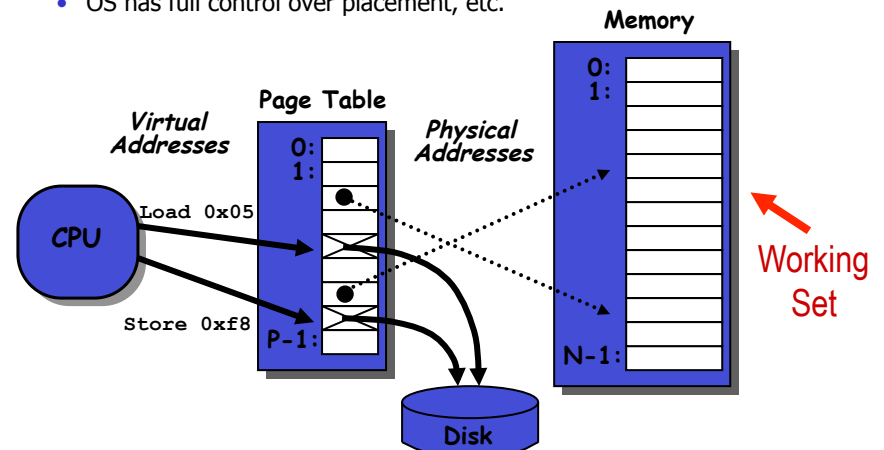 • OS has full control over placement, etc.
Memory
0:
1:
Page Table
Virtual
Addresses
Physical
Addresses
0:
1:
Load 0x05
CPU
Working
Set
Store 0xf8
P-1:
N-1:
Disk